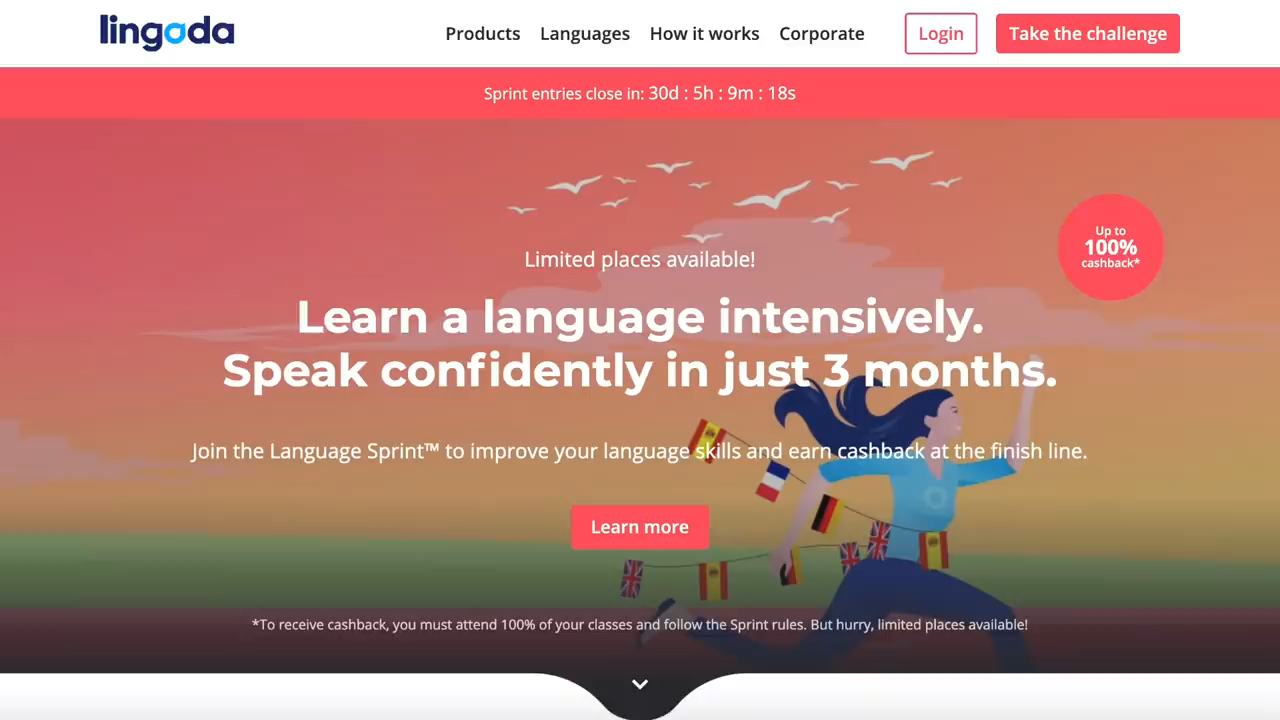 lingoda
Products Languages How it works Corporate Login Take the challenge
Sprint entries close in: 30d : 5h : 9m : 18s
Up to
100%
cashback*
Limited places available!
Learn a language intensively.
Speak confidently in just 3 months.
Join the Language Sprint™ to improve your language skills and earn cashback at the finish line.
Learn more
*To receive cashback, you must attend 100% of your classes and follow the Sprint rules. But hurry, limited places available!